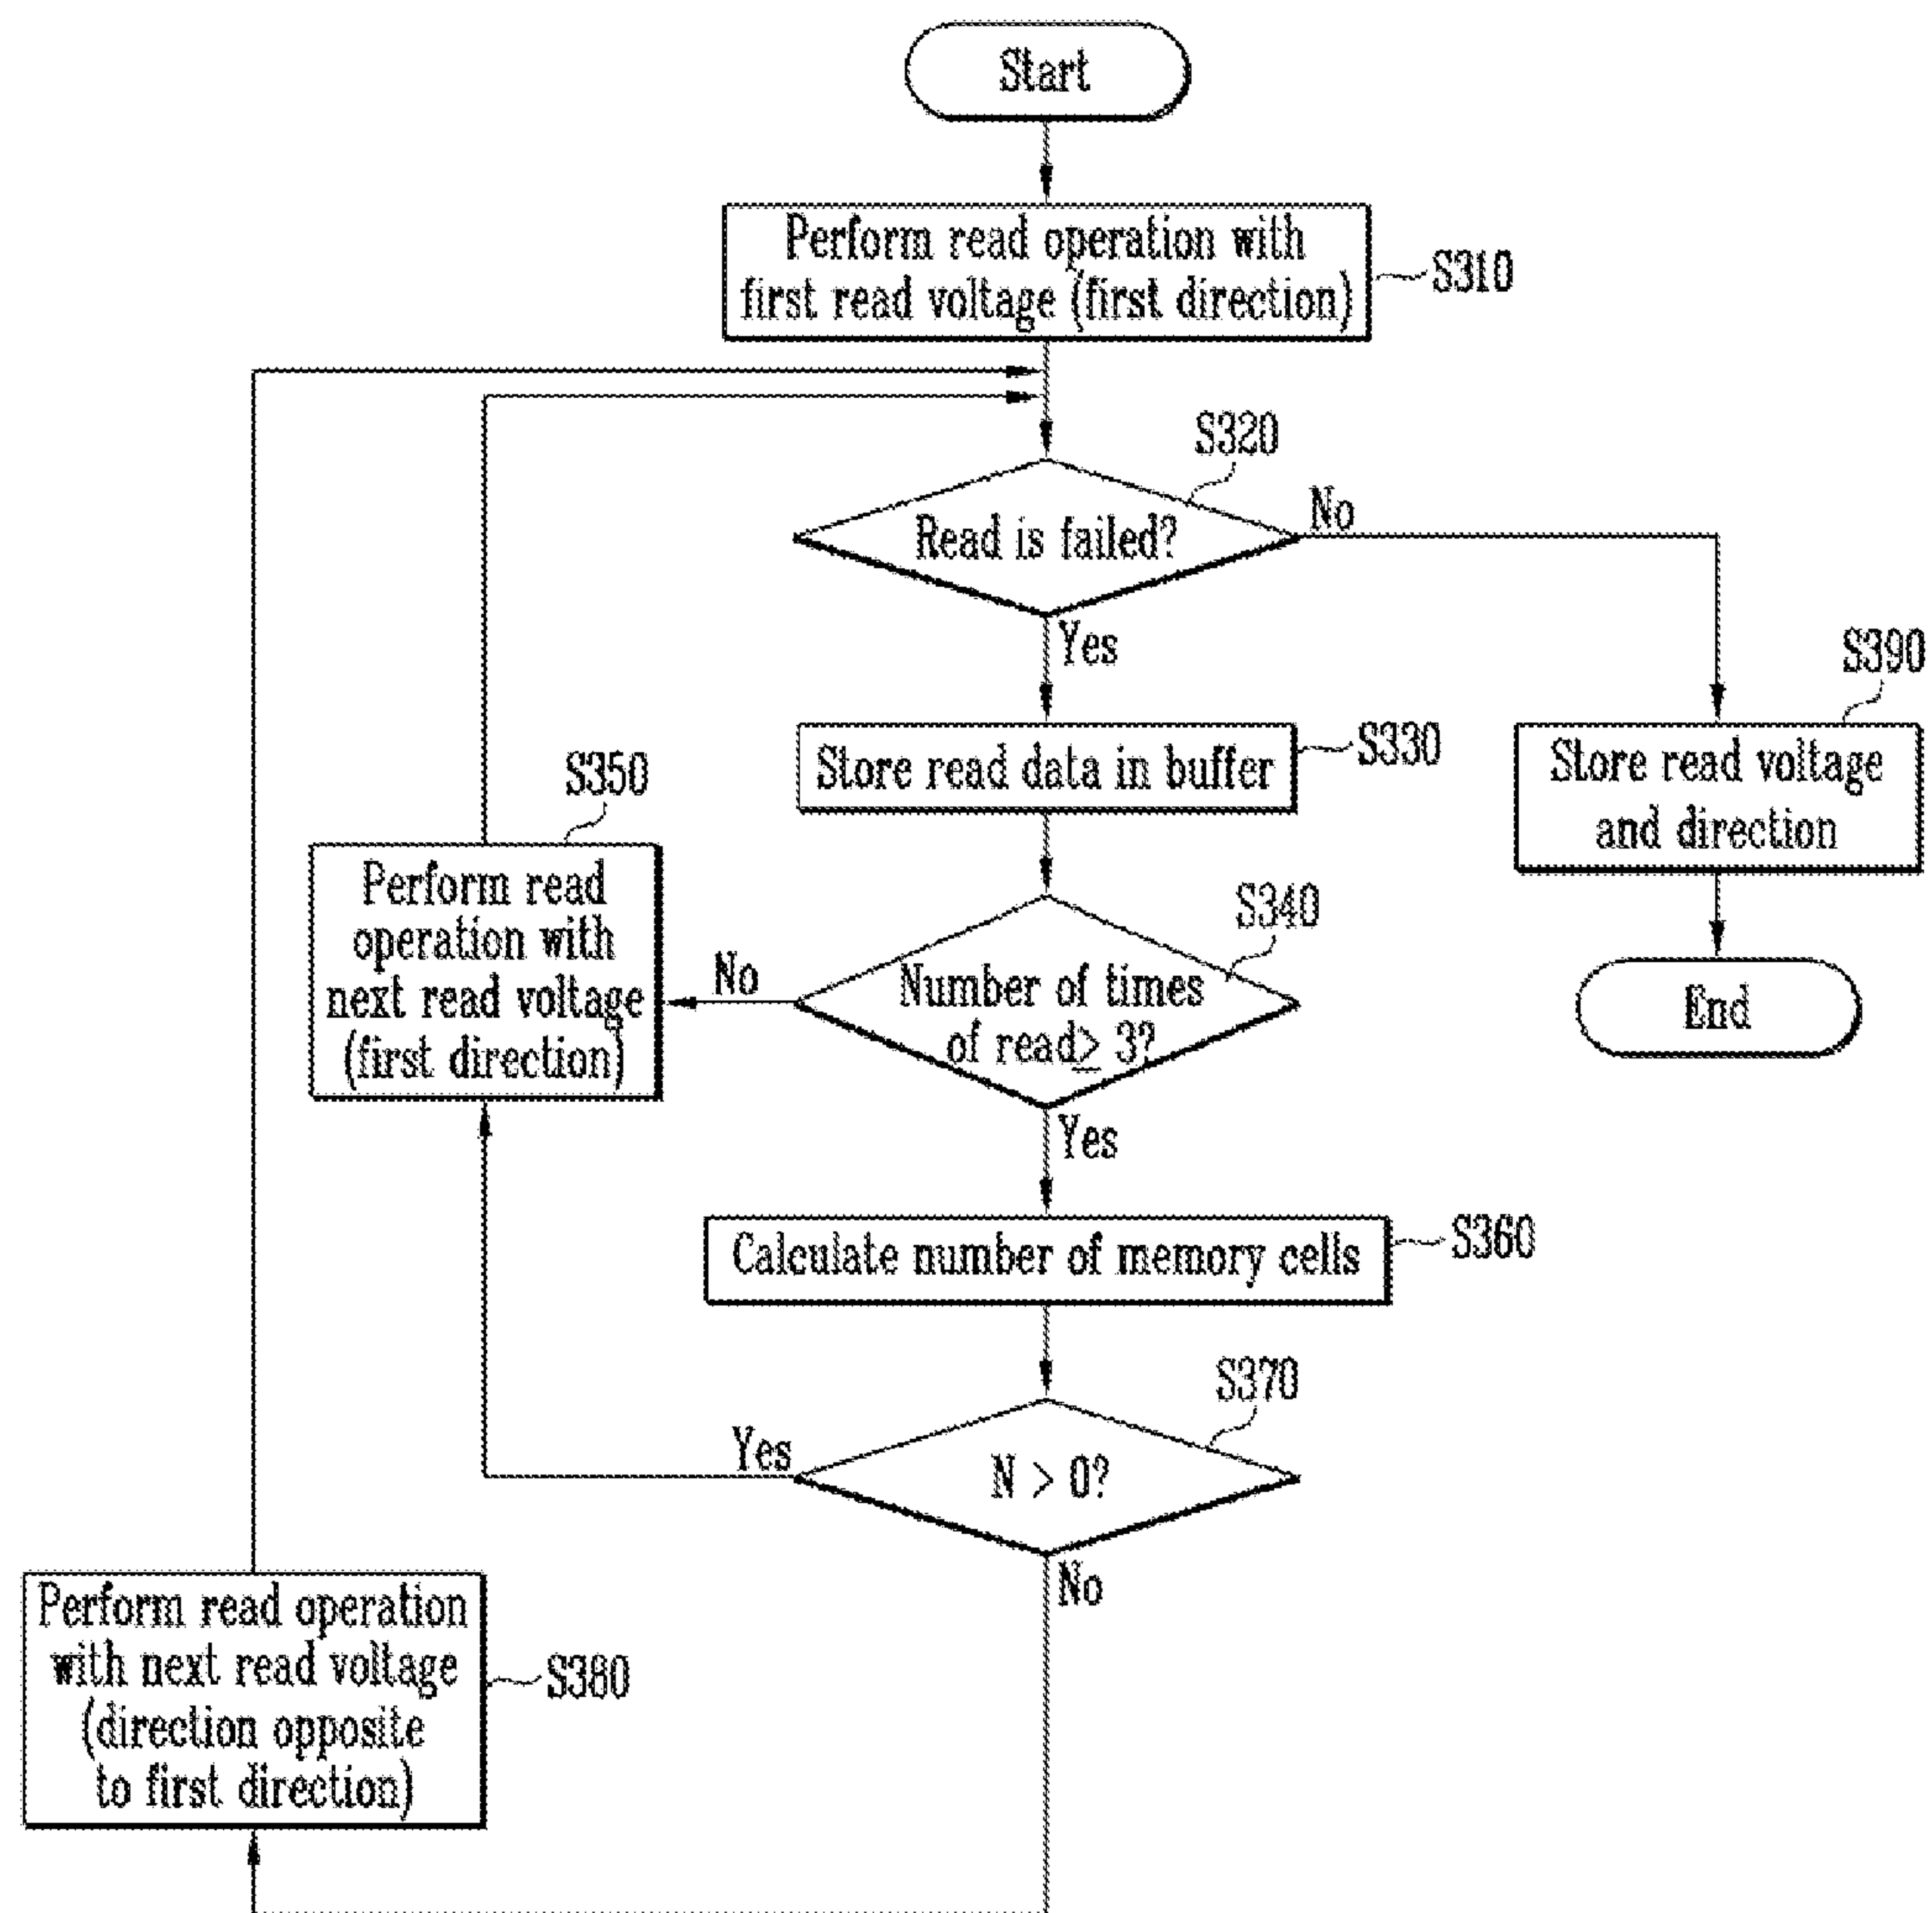 Start
Perform read operation with
first read voltage (first direction)
S310
S320
Read is failed?
No
Yes
S390
Store read data in buffer
S330
Store read voltage
and direction
S350
Perform read
operation with
next read voltage
(first direction)
S340
Number of times
of read ≥ 3?
No
End
Yes
Calculate number of memory cells
S360
S370
Yes
N > 0?
No
Perform read operation
with next read voltage
(direction opposite
to first direction)
S380